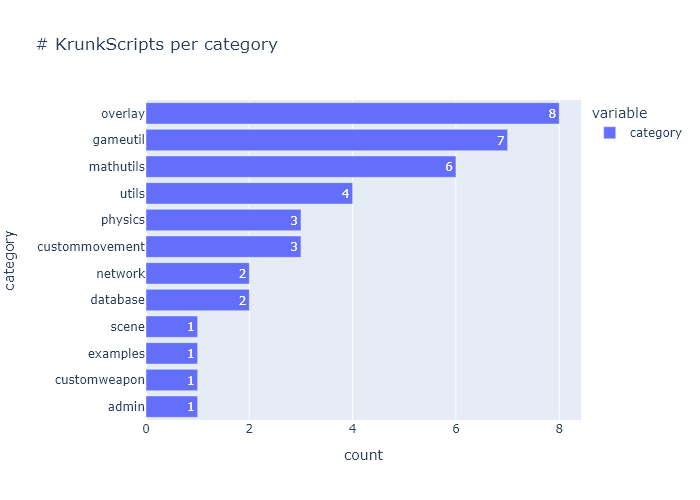 # KrunkScripts per category
variable
category
category
overlay 8
gameutil 7
mathutils 6
utils 4
physics 3
custommovement 3
network 2
database 2
scene 1
examples 1
customweapon 1
admin 1
0 2 4 6 8
count